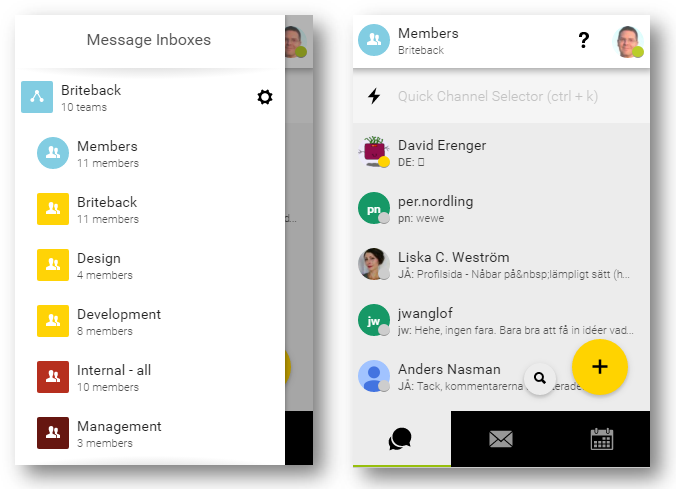 Message Inboxes
Briteback
10 teams
Members
11 members
Briteback
11 members
Design
4 members
Development
8 members
Internal - all
10 members
Management
3 members
d...
Members
Briteback
?
Quick Channel Selector (ctrl + k)
David Erenger
DE:
pn
per.nordling
pn: wewe
Liska C. Weström
JÅ: Profilsida - Nåbar på&nbsp;lämpligt sätt (h...
jw
jwanglof
jw: Hehe, ingen fara. Bara bra att få in idéer vad...
Anders Nasman
JÅ: Tack, kommentarerna
+